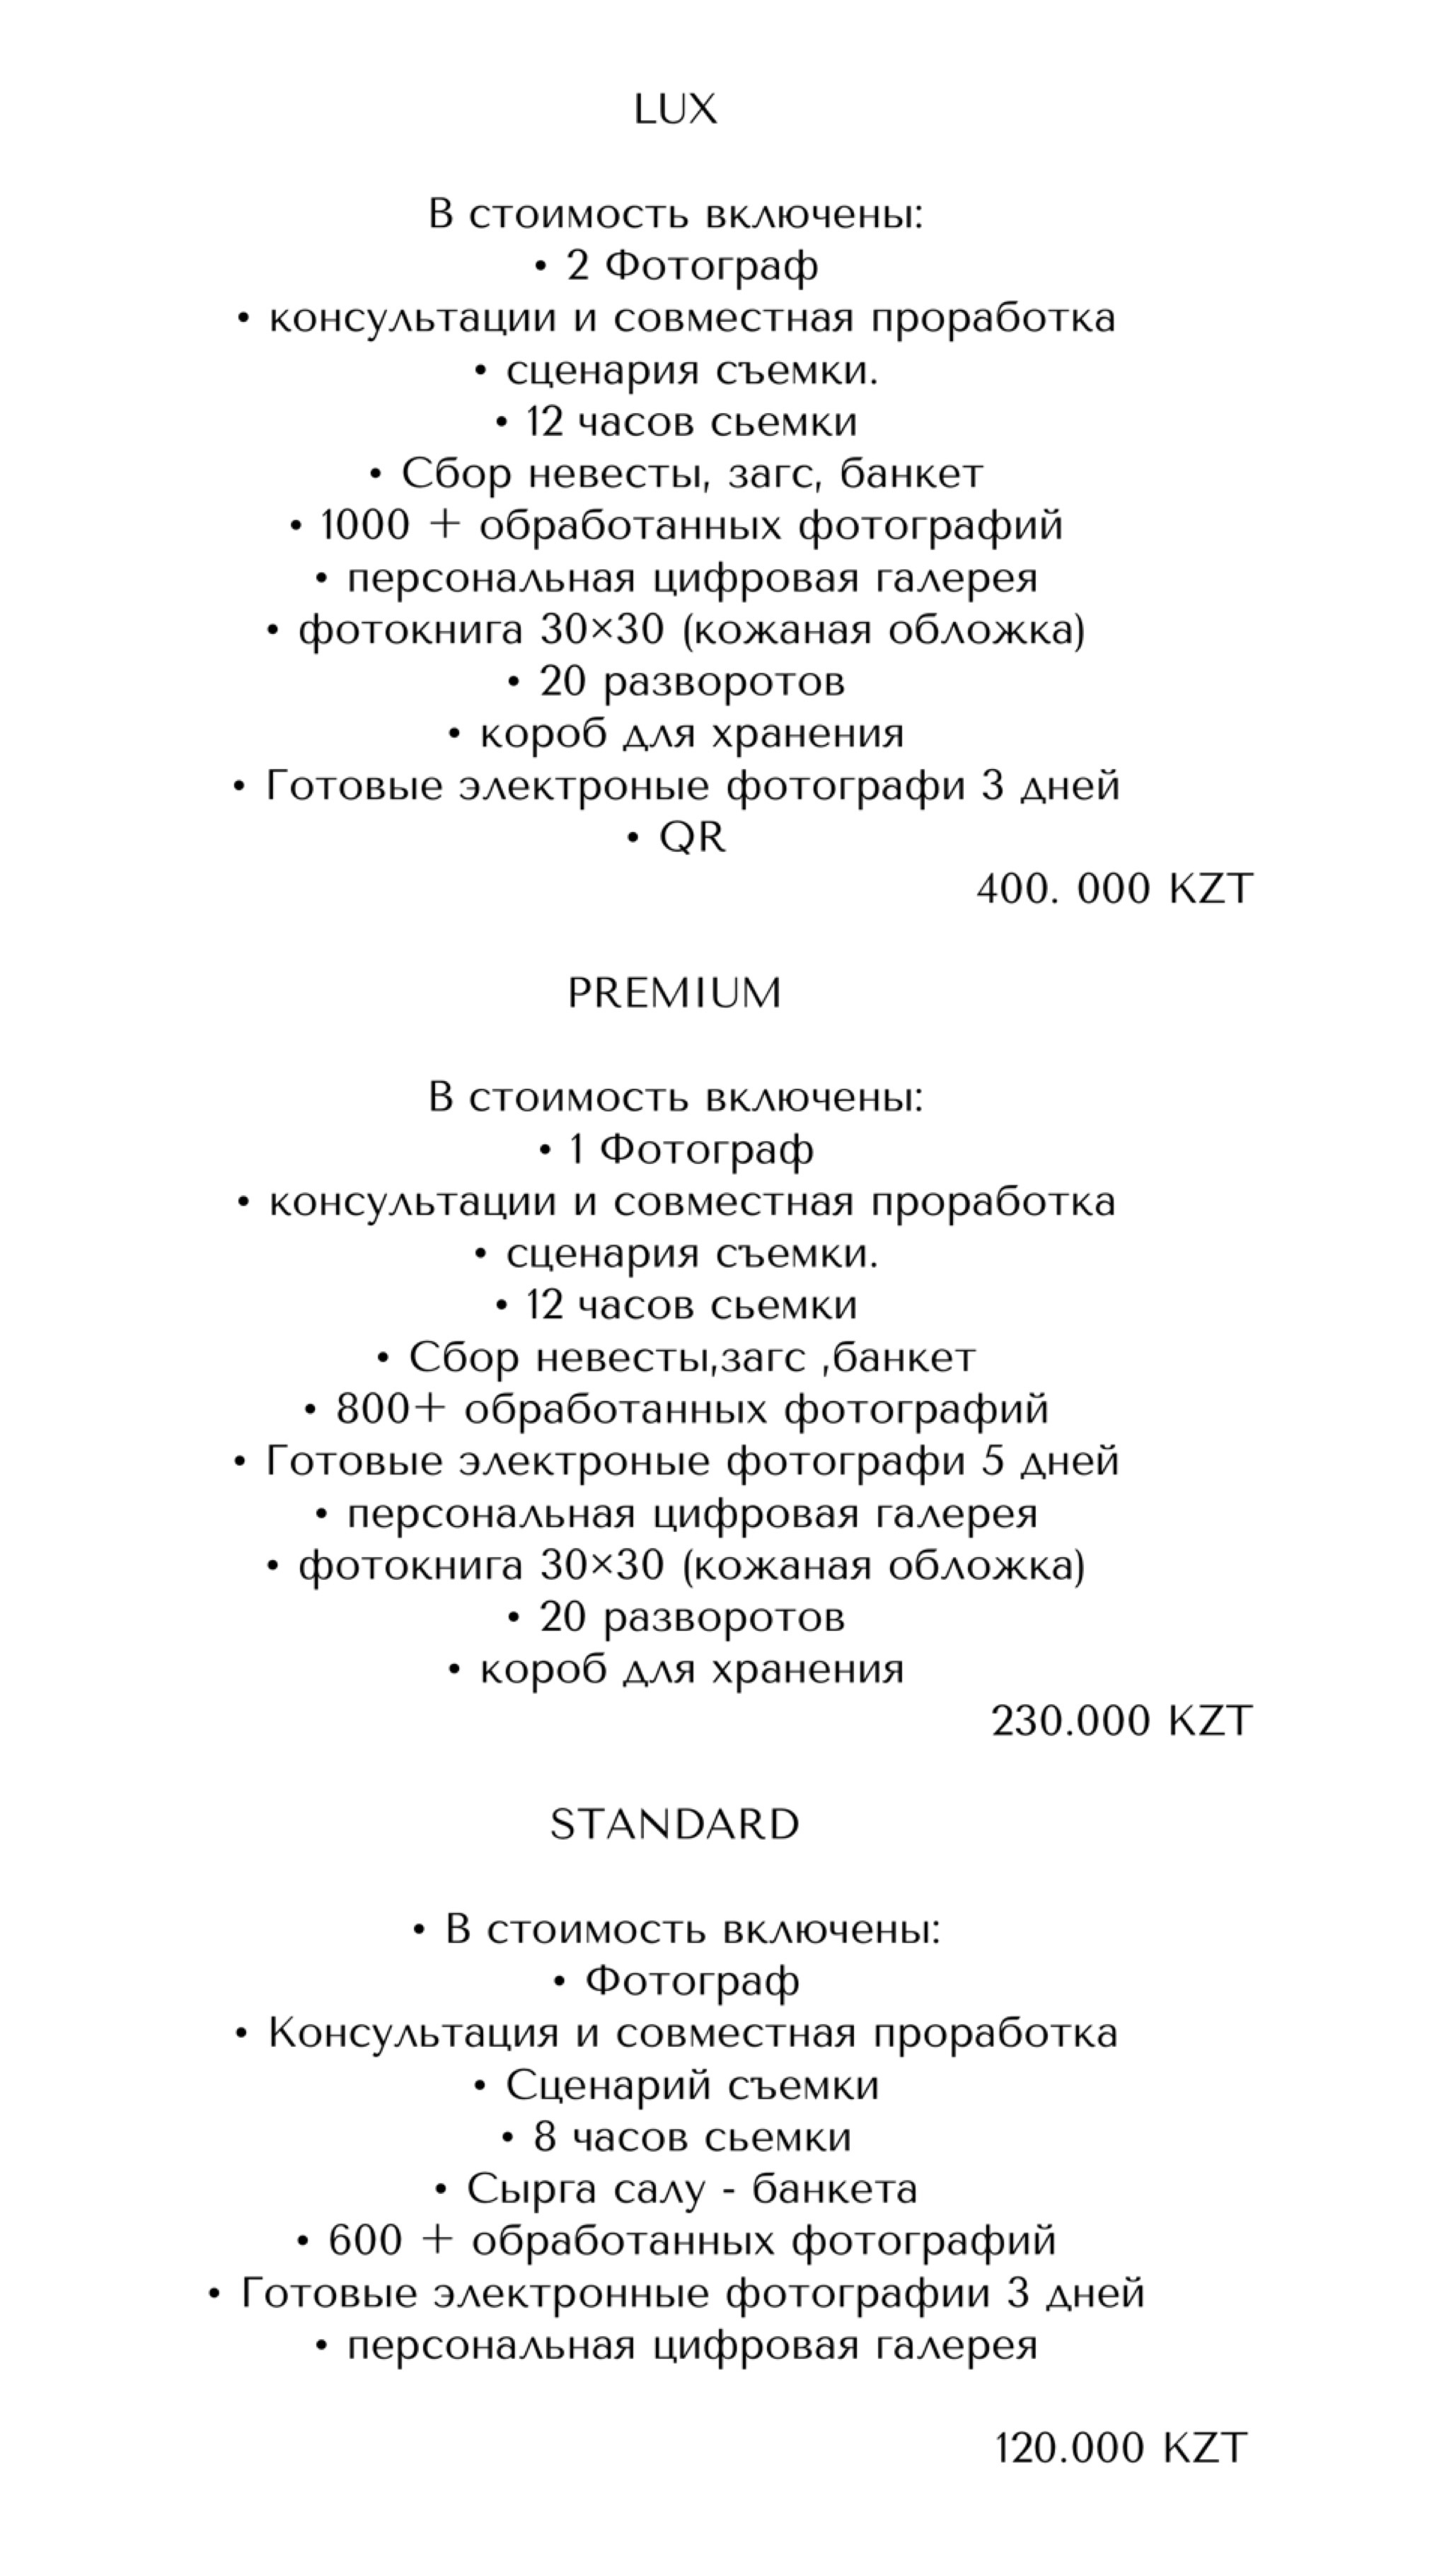 LUX
В стоимость включены:
• 2 Фотограф
• консультации и совместная проработка
• сценария съемки.
• 12 часов сьемки
• Сбор невесты, загс, банкет
• 1000 + обработанных фотографий
• персональная цифровая галерея
• фотокнига 30×30 (кожаная обложка)
• 20 разворотов
• короб для хранения
• Готовые электроные фотографи 3 дней
• QR
400. 000 KZT
PREMIUM
В стоимость включены:
• 1 Фотограф
• консультации и совместная проработка
• сценария съемки.
• 12 часов сьемки
• Сбор невесты,загс ,банкет
• 800+ обработанных фотографий
• Готовые электроные фотографи 5 дней
• персональная цифровая галерея
• фотокнига 30×30 (кожаная обложка)
• 20 разворотов
• короб для хранения
230.000 KZT
STANDARD
• В стоимость включены:
• Фотограф
• Консультация и совместная проработка
• Сценарий съемки
• 8 часов сьемки
• Сырга салу - банкета
• 600 + обработанных фотографий
• Готовые электронные фотографии 3 дней
• персональная цифровая галерея
120.000 KZT